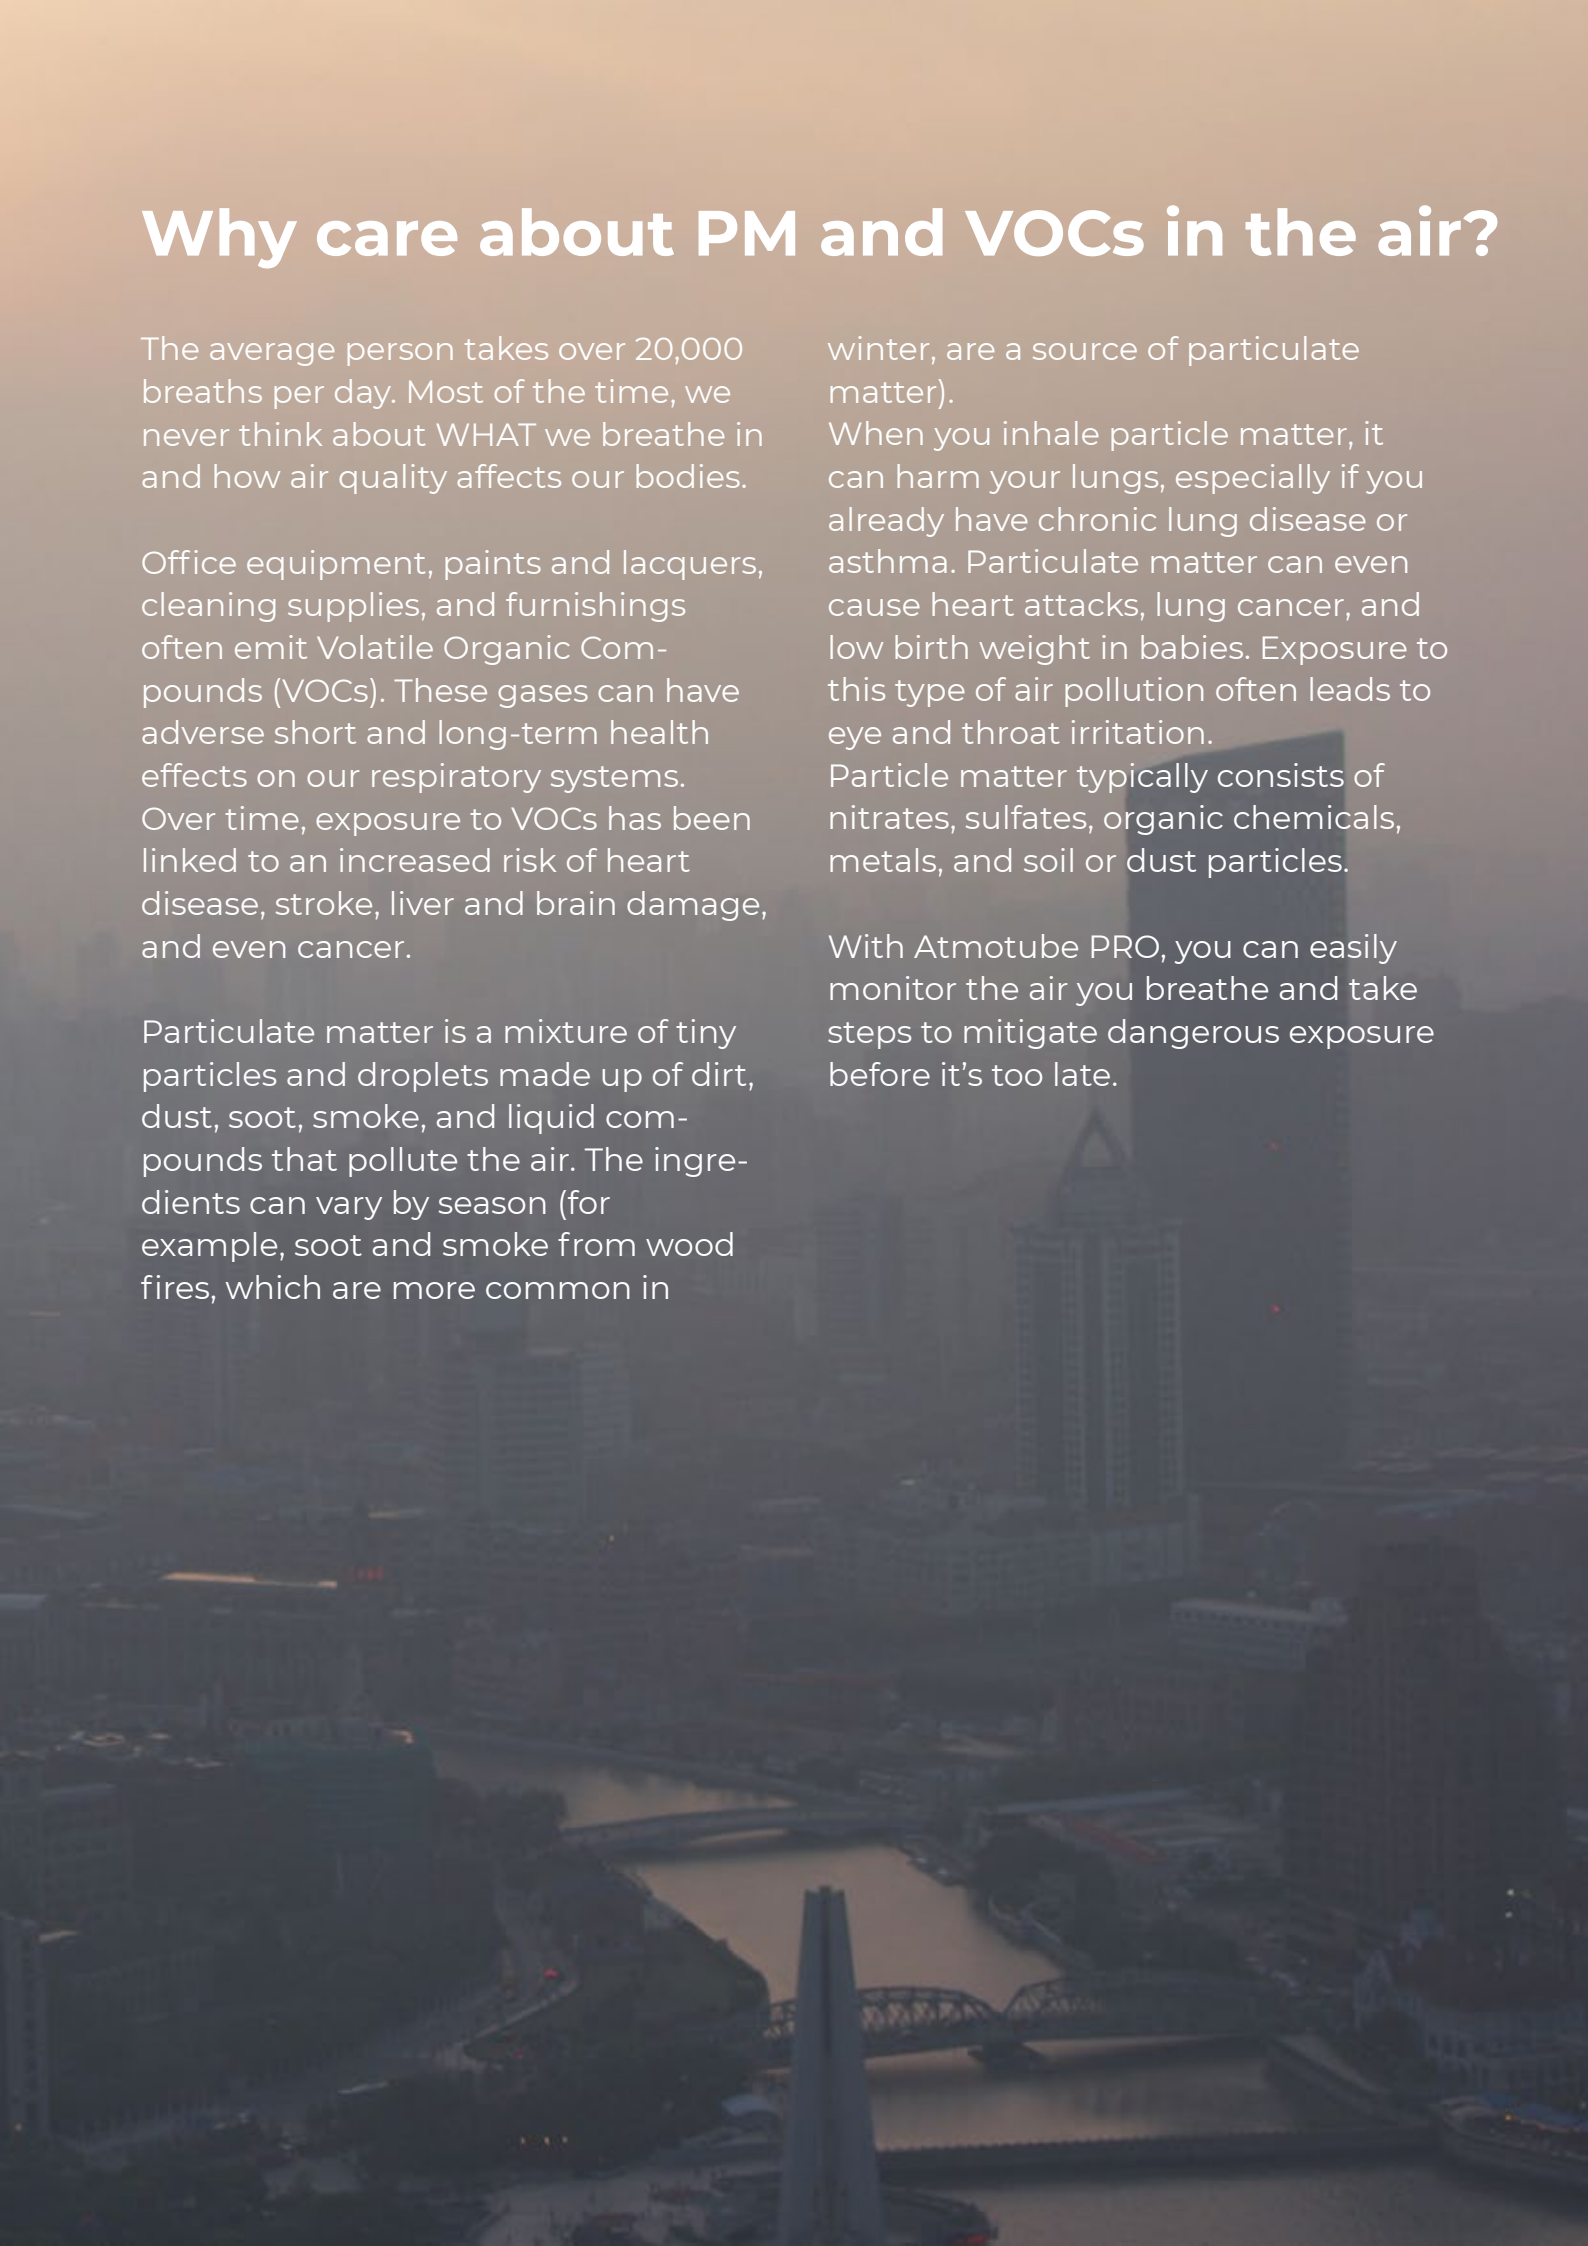 Why care about PM and VOCs in the air?
The average person takes over 20,000
breaths per day. Most of the time, we
never think about WHAT we breathe in
and how air quality affects our bodies.
Office equipment, paints and lacquers,
cleaning supplies, and furnishings
often emit Volatile Organic Com-
pounds (VOCs). These gases can have
adverse short and long-term health
effects on our respiratory systems.
Over time, exposure to VOCs has been
linked to an increased risk of heart
disease, stroke, liver and brain damage,
and even cancer.
Particulate matter is a mixture of tiny
particles and droplets made up of dirt,
dust, soot, smoke, and liquid com-
pounds that pollute the air. The ingre-
dients can vary by season (for
example, soot and smoke from wood
fires, which are more common in
winter, are a source of particulate
matter).
When you inhale particle matter, it
can harm your lungs, especially if you
already have chronic lung disease or
asthma. Particulate matter can even
cause heart attacks, lung cancer, and
low birth weight in babies. Exposure to
this type of air pollution often leads to
eye and throat irritation.
Particle matter typically consists of
nitrates, sulfates, organic chemicals,
metals, and soil or dust particles.
With Atmotube PRO, you can easily
monitor the air you breathe and take
steps to mitigate dangerous exposure
before it’s too late.